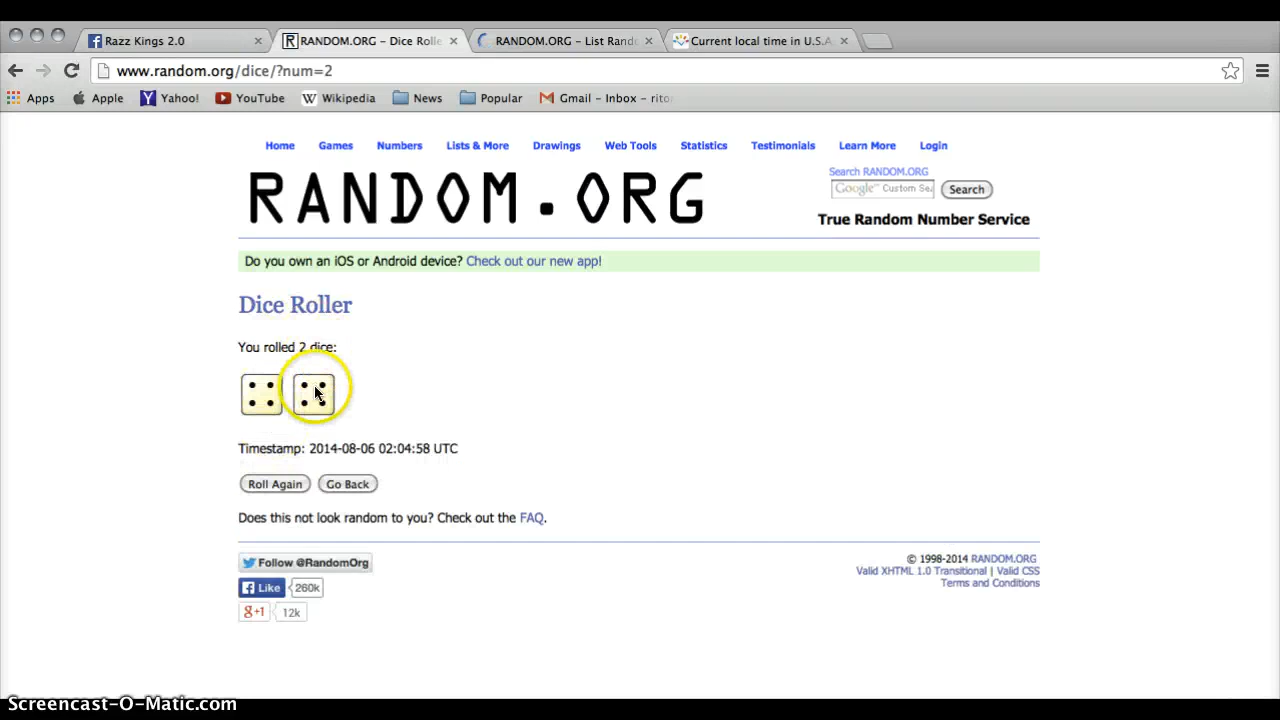 Razz Kings 2.0
RANDOM.ORG – Dice Rolle
RANDOM.ORG – List Rando
Current local time in U.S.A.
www.random.org/dice/?num=2
Apps Apple Yahoo! YouTube Wikipedia News Popular Gmail – Inbox – rito
Home Games Numbers Lists & More Drawings Web Tools Statistics Testimonials Learn More Login
RANDOM.ORG
Search RANDOM.ORG
Google™ Custom Sea Search
True Random Number Service
Do you own an iOS or Android device? Check out our new app!
Dice Roller
You rolled 2 dice:
Timestamp: 2014-08-06 02:04:58 UTC
Roll Again Go Back
Does this not look random to you? Check out the FAQ.
Follow @RandomOrg
Like 260k
g+1 12k
© 1998-2014 RANDOM.ORG
Valid XHTML 1.0 Transitional | Valid CSS
Terms and Conditions
Screencast-O-Matic.com